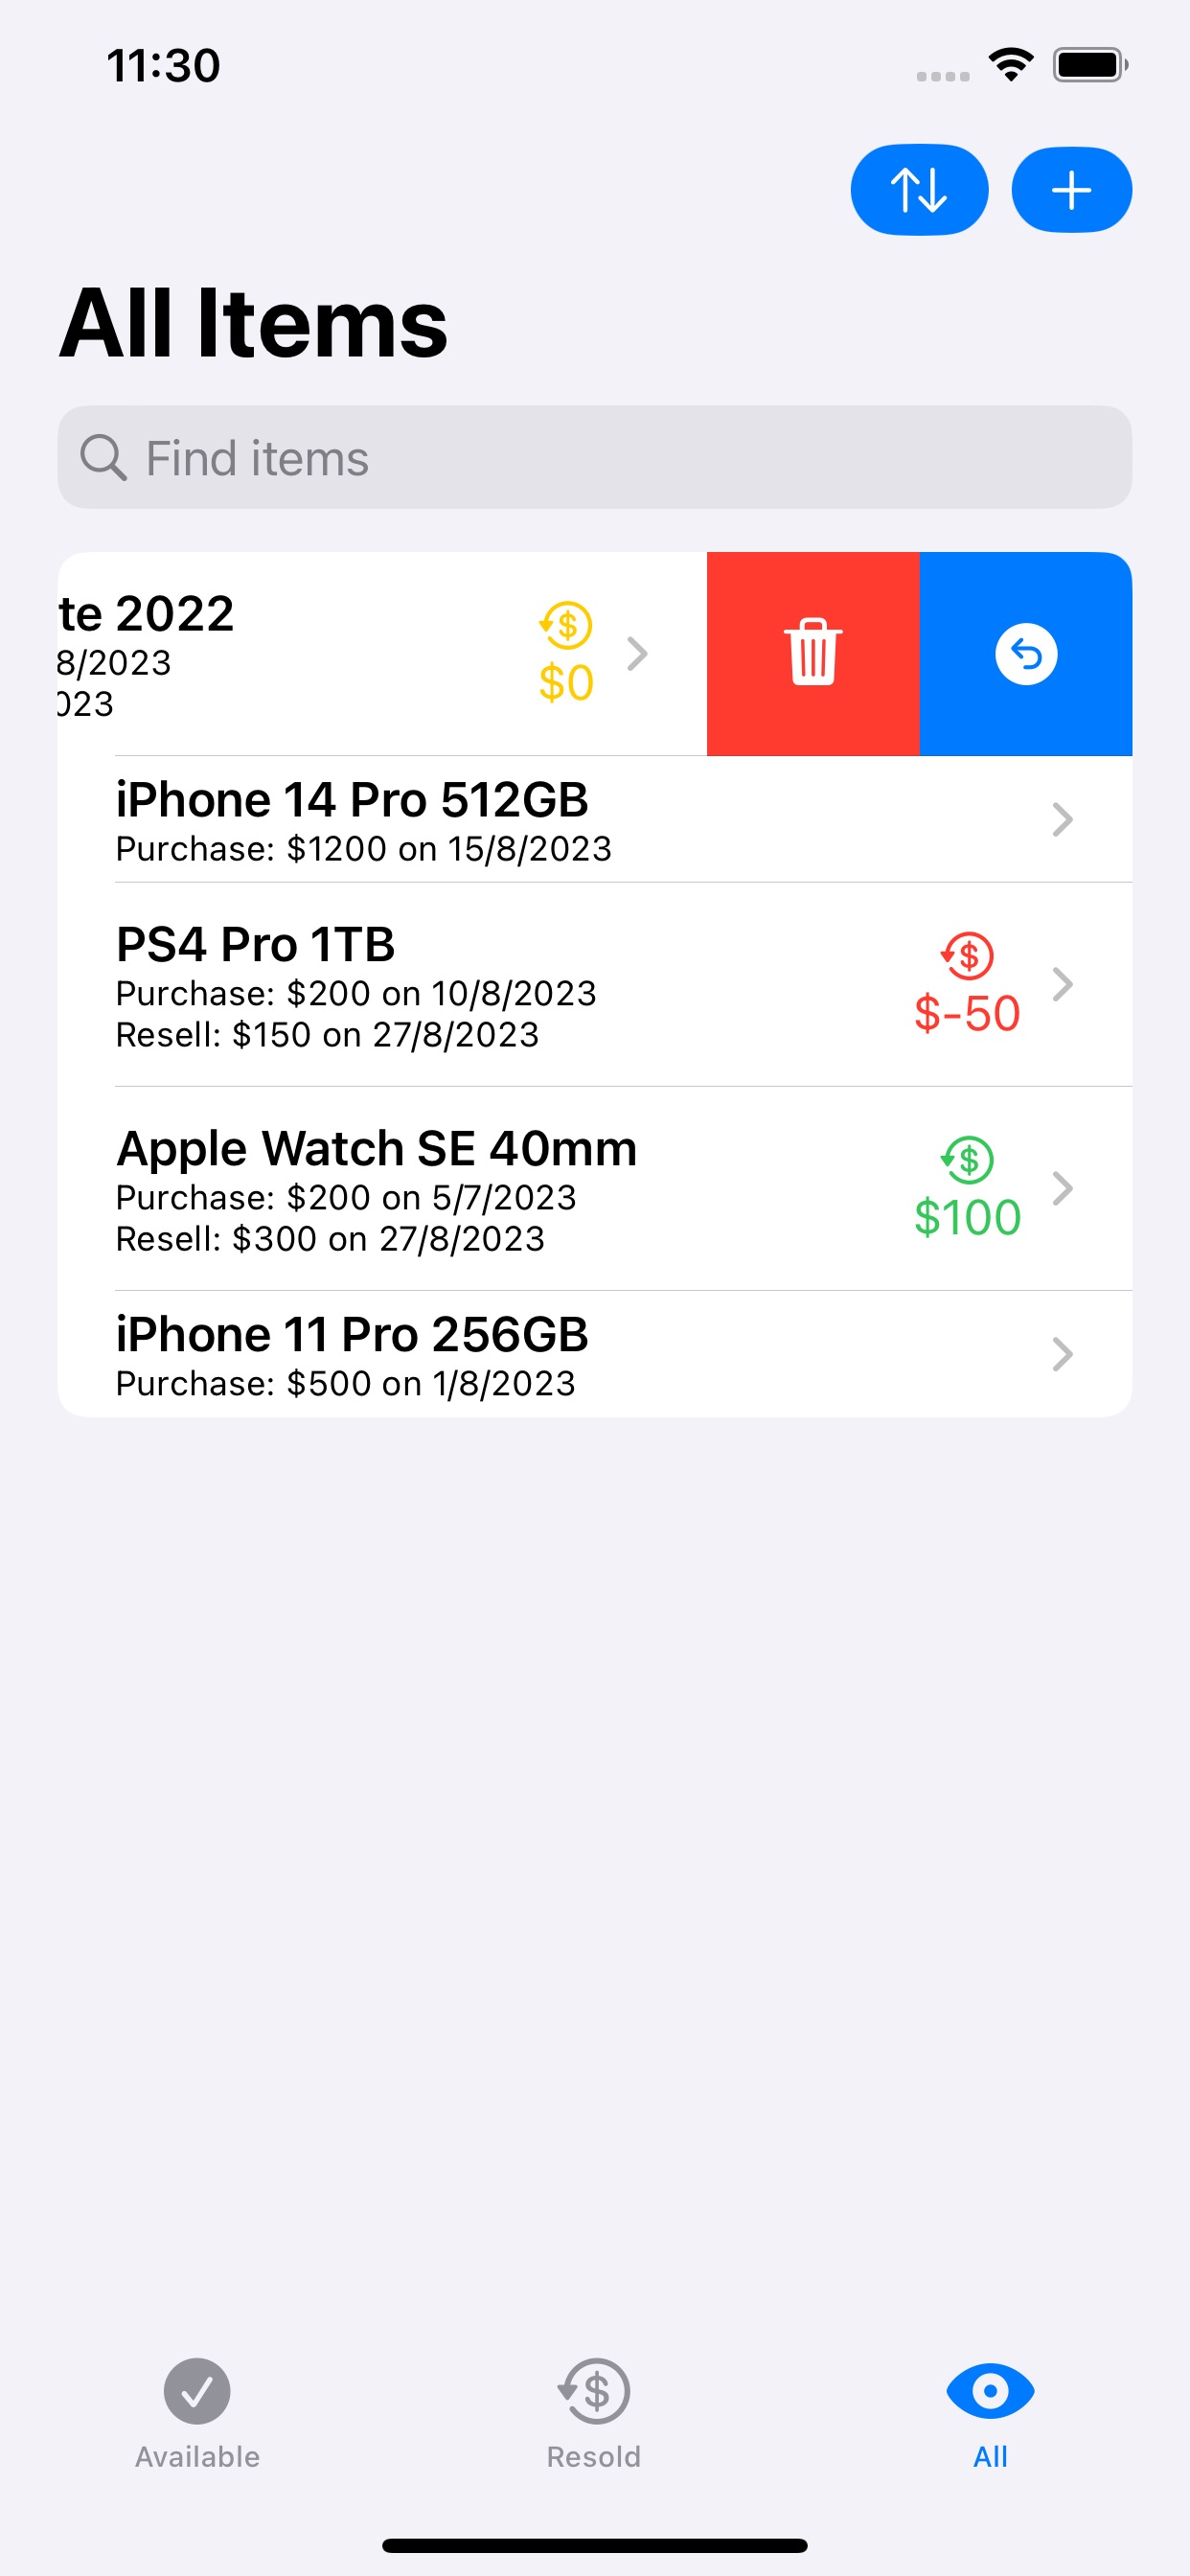 11:30
All Items
Find items
te 2022
8/2023
023
$0
iPhone 14 Pro 512GB
Purchase: $1200 on 15/8/2023
PS4 Pro 1TB
Purchase: $200 on 10/8/2023
Resell: $150 on 27/8/2023
$-50
Apple Watch SE 40mm
Purchase: $200 on 5/7/2023
Resell: $300 on 27/8/2023
$100
iPhone 11 Pro 256GB
Purchase: $500 on 1/8/2023
Available
Resold
All